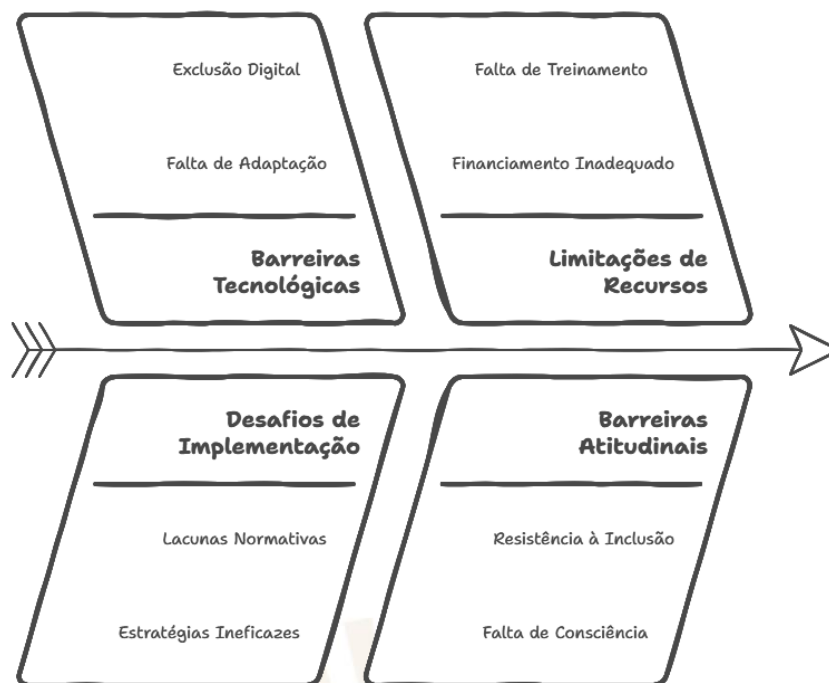 Exclusão Digital
Falta de Adaptação
Barreiras
Tecnológicas
Falta de Treinamento
Financiamento Inadequado
Limitações de
Recursos
Desafios de
Implementação
Lacunas Normativas
Estratégias Ineficazes
Barreiras
Atitudinais
Resistência à Inclusão
Falta de Consciência